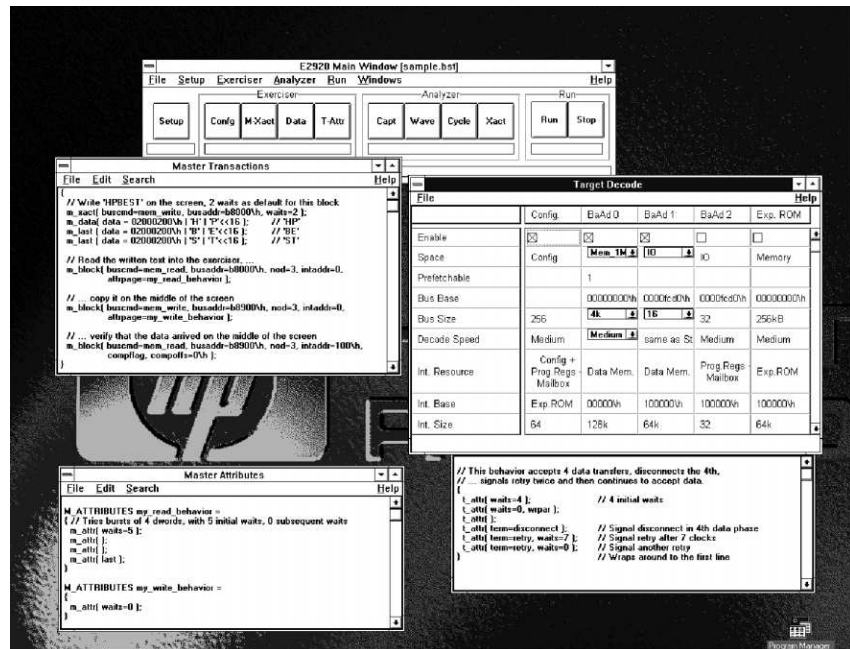 E2920 Main Window [sample.bst]
File Setup Exerciser Analyzer Run Windows Help
Exerciser Analyzer Run
Setup Confg M-Xact Data T-Attr Capt Wave Cycle Xact Run Stop
Master Transactions
File Edit Search Help
{
// Write 'HPBEST' on the screen, 2 waits as default for this block
m_xact( buscmd=mem_write, busaddr=b8000\h, waits=2 );
m_data( data = 02000200\h | 'H' | 'P'<<16 ); // 'HP'
m_last ( data = 02000200\h | 'B' | 'E'<<16 ); // 'BE'
m_last ( data = 02000200\h | 'S' | 'T'<<16 ); // 'ST'
// Read the written text into the exerciser, ...
m_block( buscmd=mem_read, busaddr=b8000\h, nod=3, intaddr=0,
attrpage=my_read_behavior );
// ... copy it on the middle of the screen
m_block( buscmd=mem_write, busaddr=b8900\h, nod=3, intaddr=0,
attrpage=my_write_behavior );
// ... verify that the data arrived on the middle of the screen
m_block( buscmd=mem_read, busaddr=b8900\h, nod=3, intaddr=100\h,
compflag, compoffs=0\h );
}
Target Decode
File Help
Config. BaAd 0 BaAd 1 BaAd 2 Exp. ROM
Enable
Space Config Mem_1M IO IO Memory
Prefetchable 1
Bus Base 00000000\h 0000fcd0\h 0000fcd0\h 00000000\h
Bus Size 256 4k 16 32 256kB
Decode Speed Medium Medium same as St Medium Medium
Int. Resource Config + Prog.Regs - Mailbox Data Mem. Data Mem. Prog.Regs - Mailbox Exp.ROM
Int. Base Exp.ROM 00000\h 100000\h 100000\h 100000\h
Int. Size 64 128k 64k 32 64k
hp
Master Attributes
File Edit Search Help
M_ATTRIBUTES my_read_behavior =
{ // Tries bursts of 4 dwords, with 5 initial waits, 0 subsequent waits
m_attr( waits=5 );
m_attr( );
m_attr( );
m_attr( last );
}
M_ATTRIBUTES my_write_behavior =
{
m_attr( waits=0 );
}
// This behavior accepts 4 data transfers, disconnects the 4th,
// ... signals retry twice and then continues to accept data.
{
t_attr( waits=4 ); // 4 initial waits
t_attr( waits=0, wrpar );
t_attr( );
t_attr( term=disconnect ); // Signal disconnect in 4th data phase
t_attr( term=retry, waits=7 ); // Signal retry after 7 clocks
t_attr( term=retry, waits=0 ); // Signal another retry
} // Wraps around to the first line
Program Manager